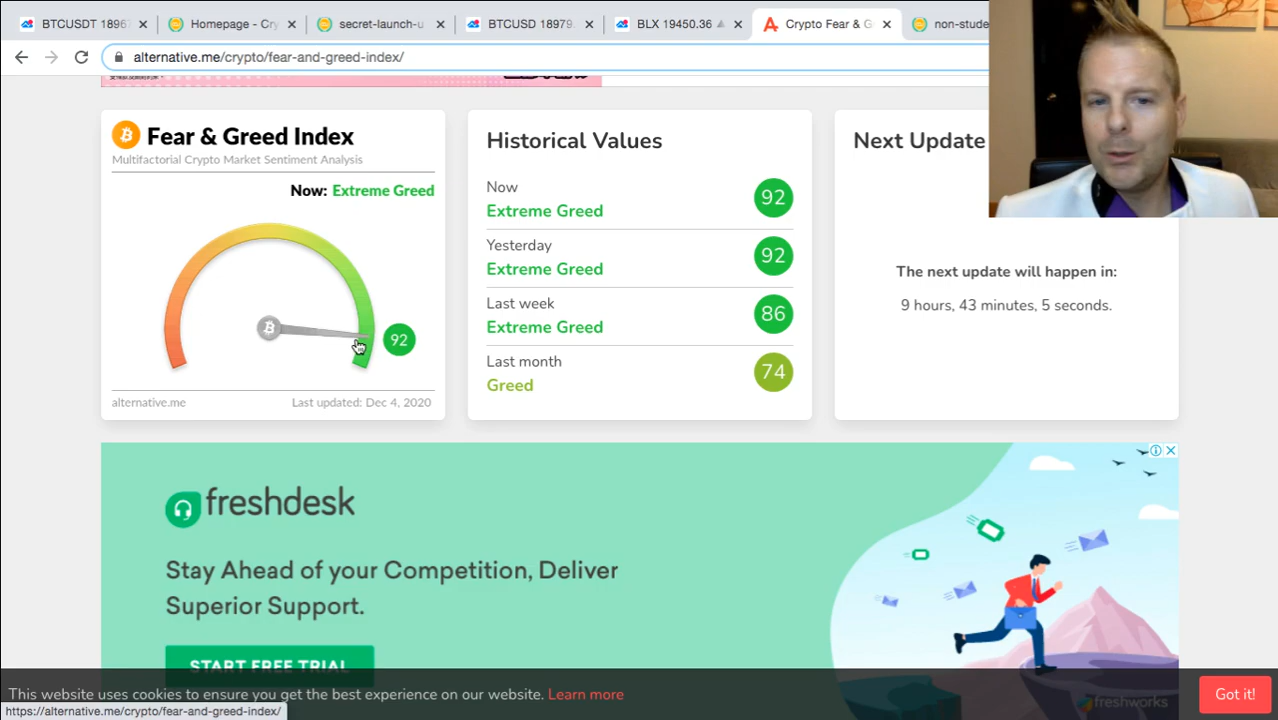 BTCUSDT 1896
Homepage - Cry
secret-launch-u
BTCUSD 18979.
BLX 19450.36
Crypto Fear & G
non-stude
alternative.me/crypto/fear-and-greed-index/
Fear & Greed Index
Multifactorial Crypto Market Sentiment Analysis
Now: Extreme Greed
92
alternative.me
Last updated: Dec 4, 2020
Historical Values
Now
Extreme Greed
92
Yesterday
Extreme Greed
92
Last week
Extreme Greed
86
Last month
Greed
74
Next Update
The next update will happen in:
9 hours, 43 minutes, 5 seconds.
freshdesk
Stay Ahead of your Competition, Deliver
Superior Support.
START FREE TRIAL
freshworks
This website uses cookies to ensure you get the best experience on our website. Learn more
Got it!
https://alternative.me/crypto/fear-and-greed-index/